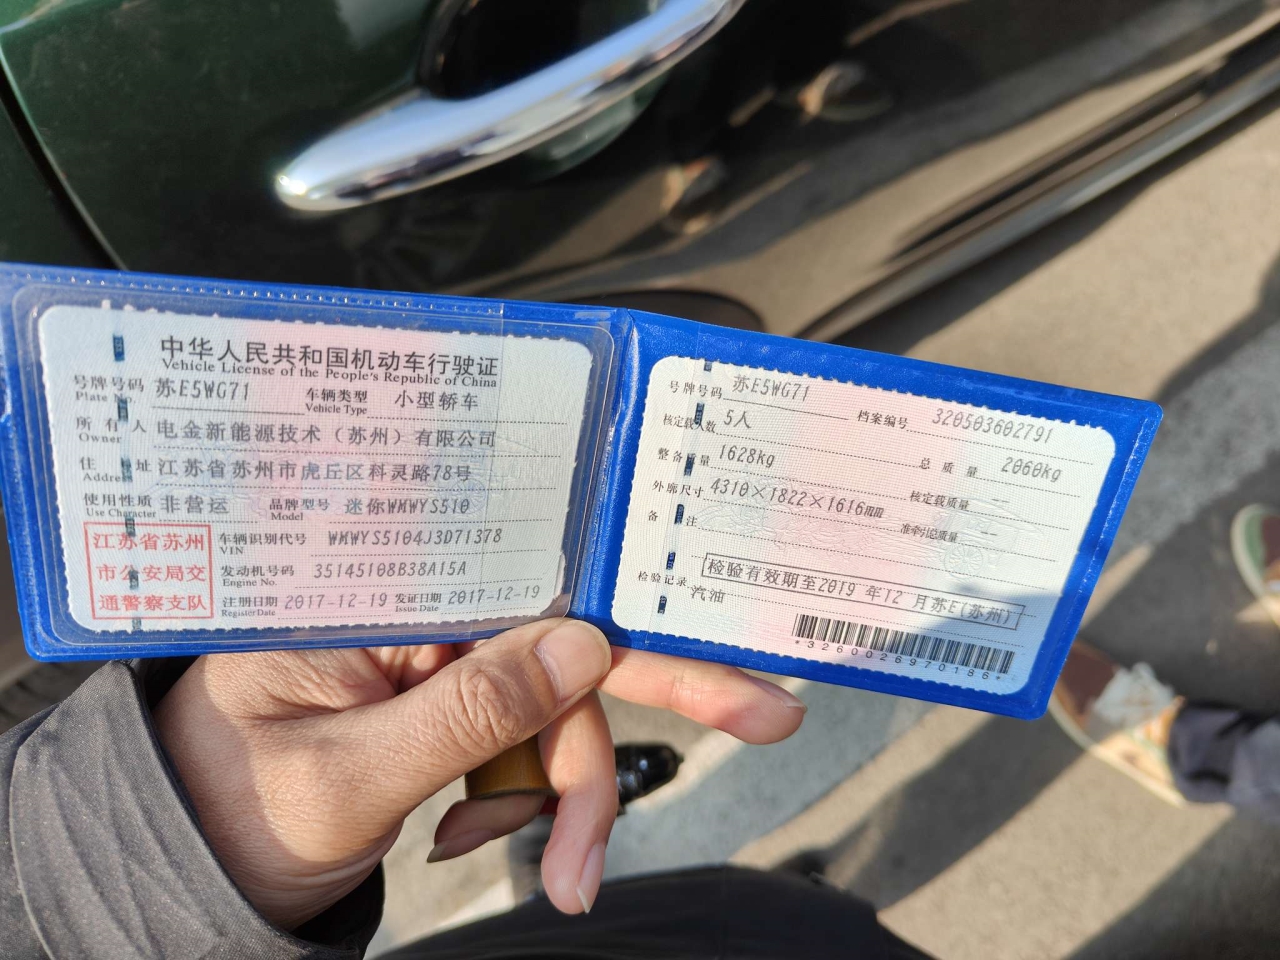 中华人民共和国机动车行驶证
Vehicle License of the People's Republic of China
号牌号码 苏E5WG71 车辆类型 小型轿车
Plate No. Vehicle Type
所有人 电金新能源技术（苏州）有限公司
Owner
住址 江苏省苏州市虎丘区科灵路78号
Address
使用性质 非营运 品牌型号 迷你WMWYS510
Use Character Model
江苏省苏州
市公安局交
通警察支队
车辆识别代号 WMWYS5104J3D71378
VIN
发动机号码 35145108B38A15A
Engine No.
注册日期 2017-12-19 发证日期 2017-12-19
Register Date Issue Date
号牌号码 苏E5WG71 档案编号 320503602791
核定载人数 5人 总质量 2060kg
整备质量 1628kg 核定载质量 --
外廓尺寸 4310×1822×1616mm 准牵引总质量 --
备注
检验记录 检验有效期至2019年12月苏E(苏州)
汽油
*3260026970186*